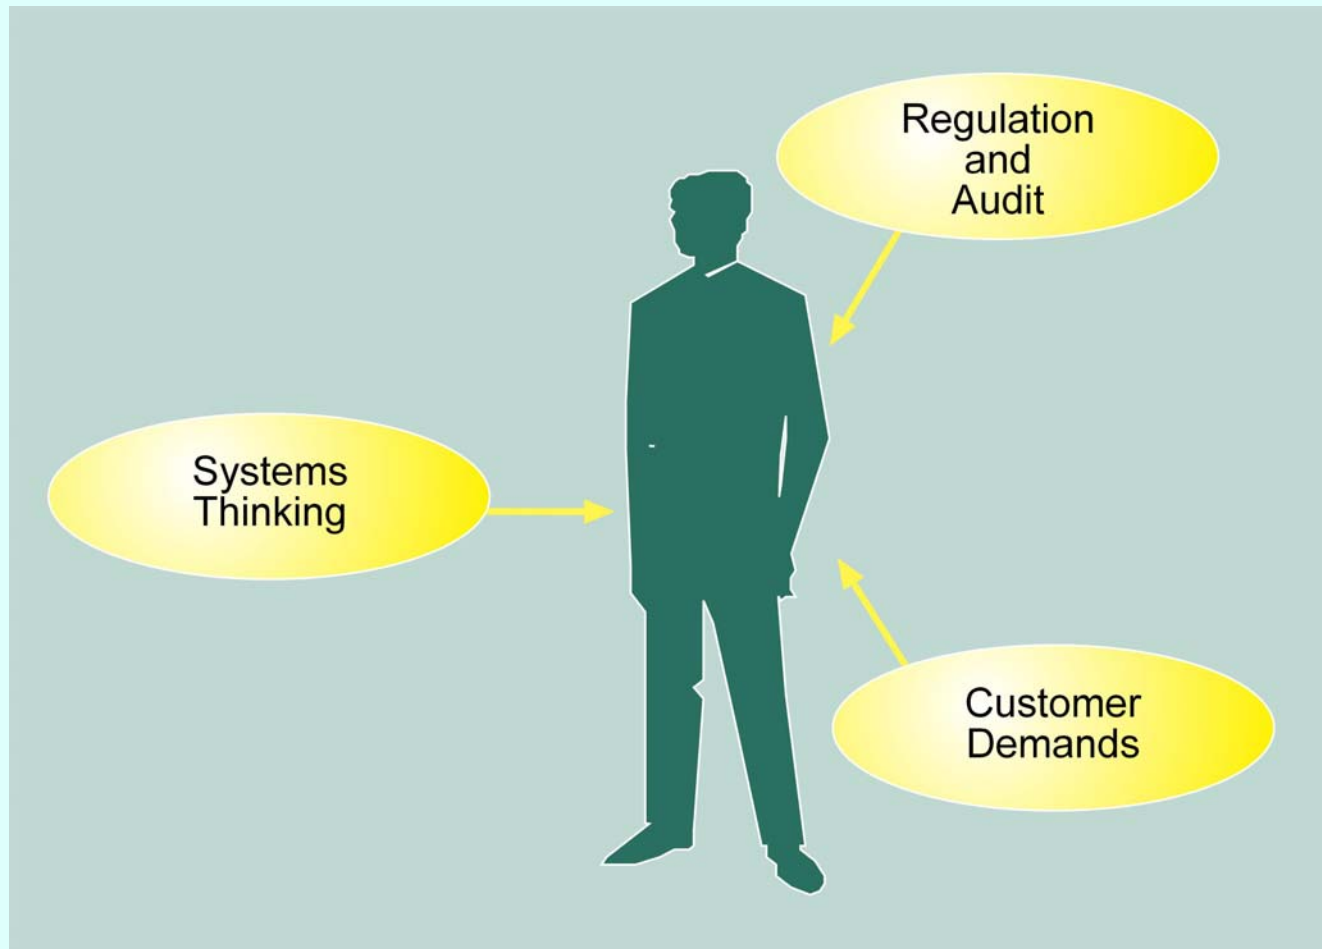 Regulation
and
Audit
Systems
Thinking
Customer
Demands